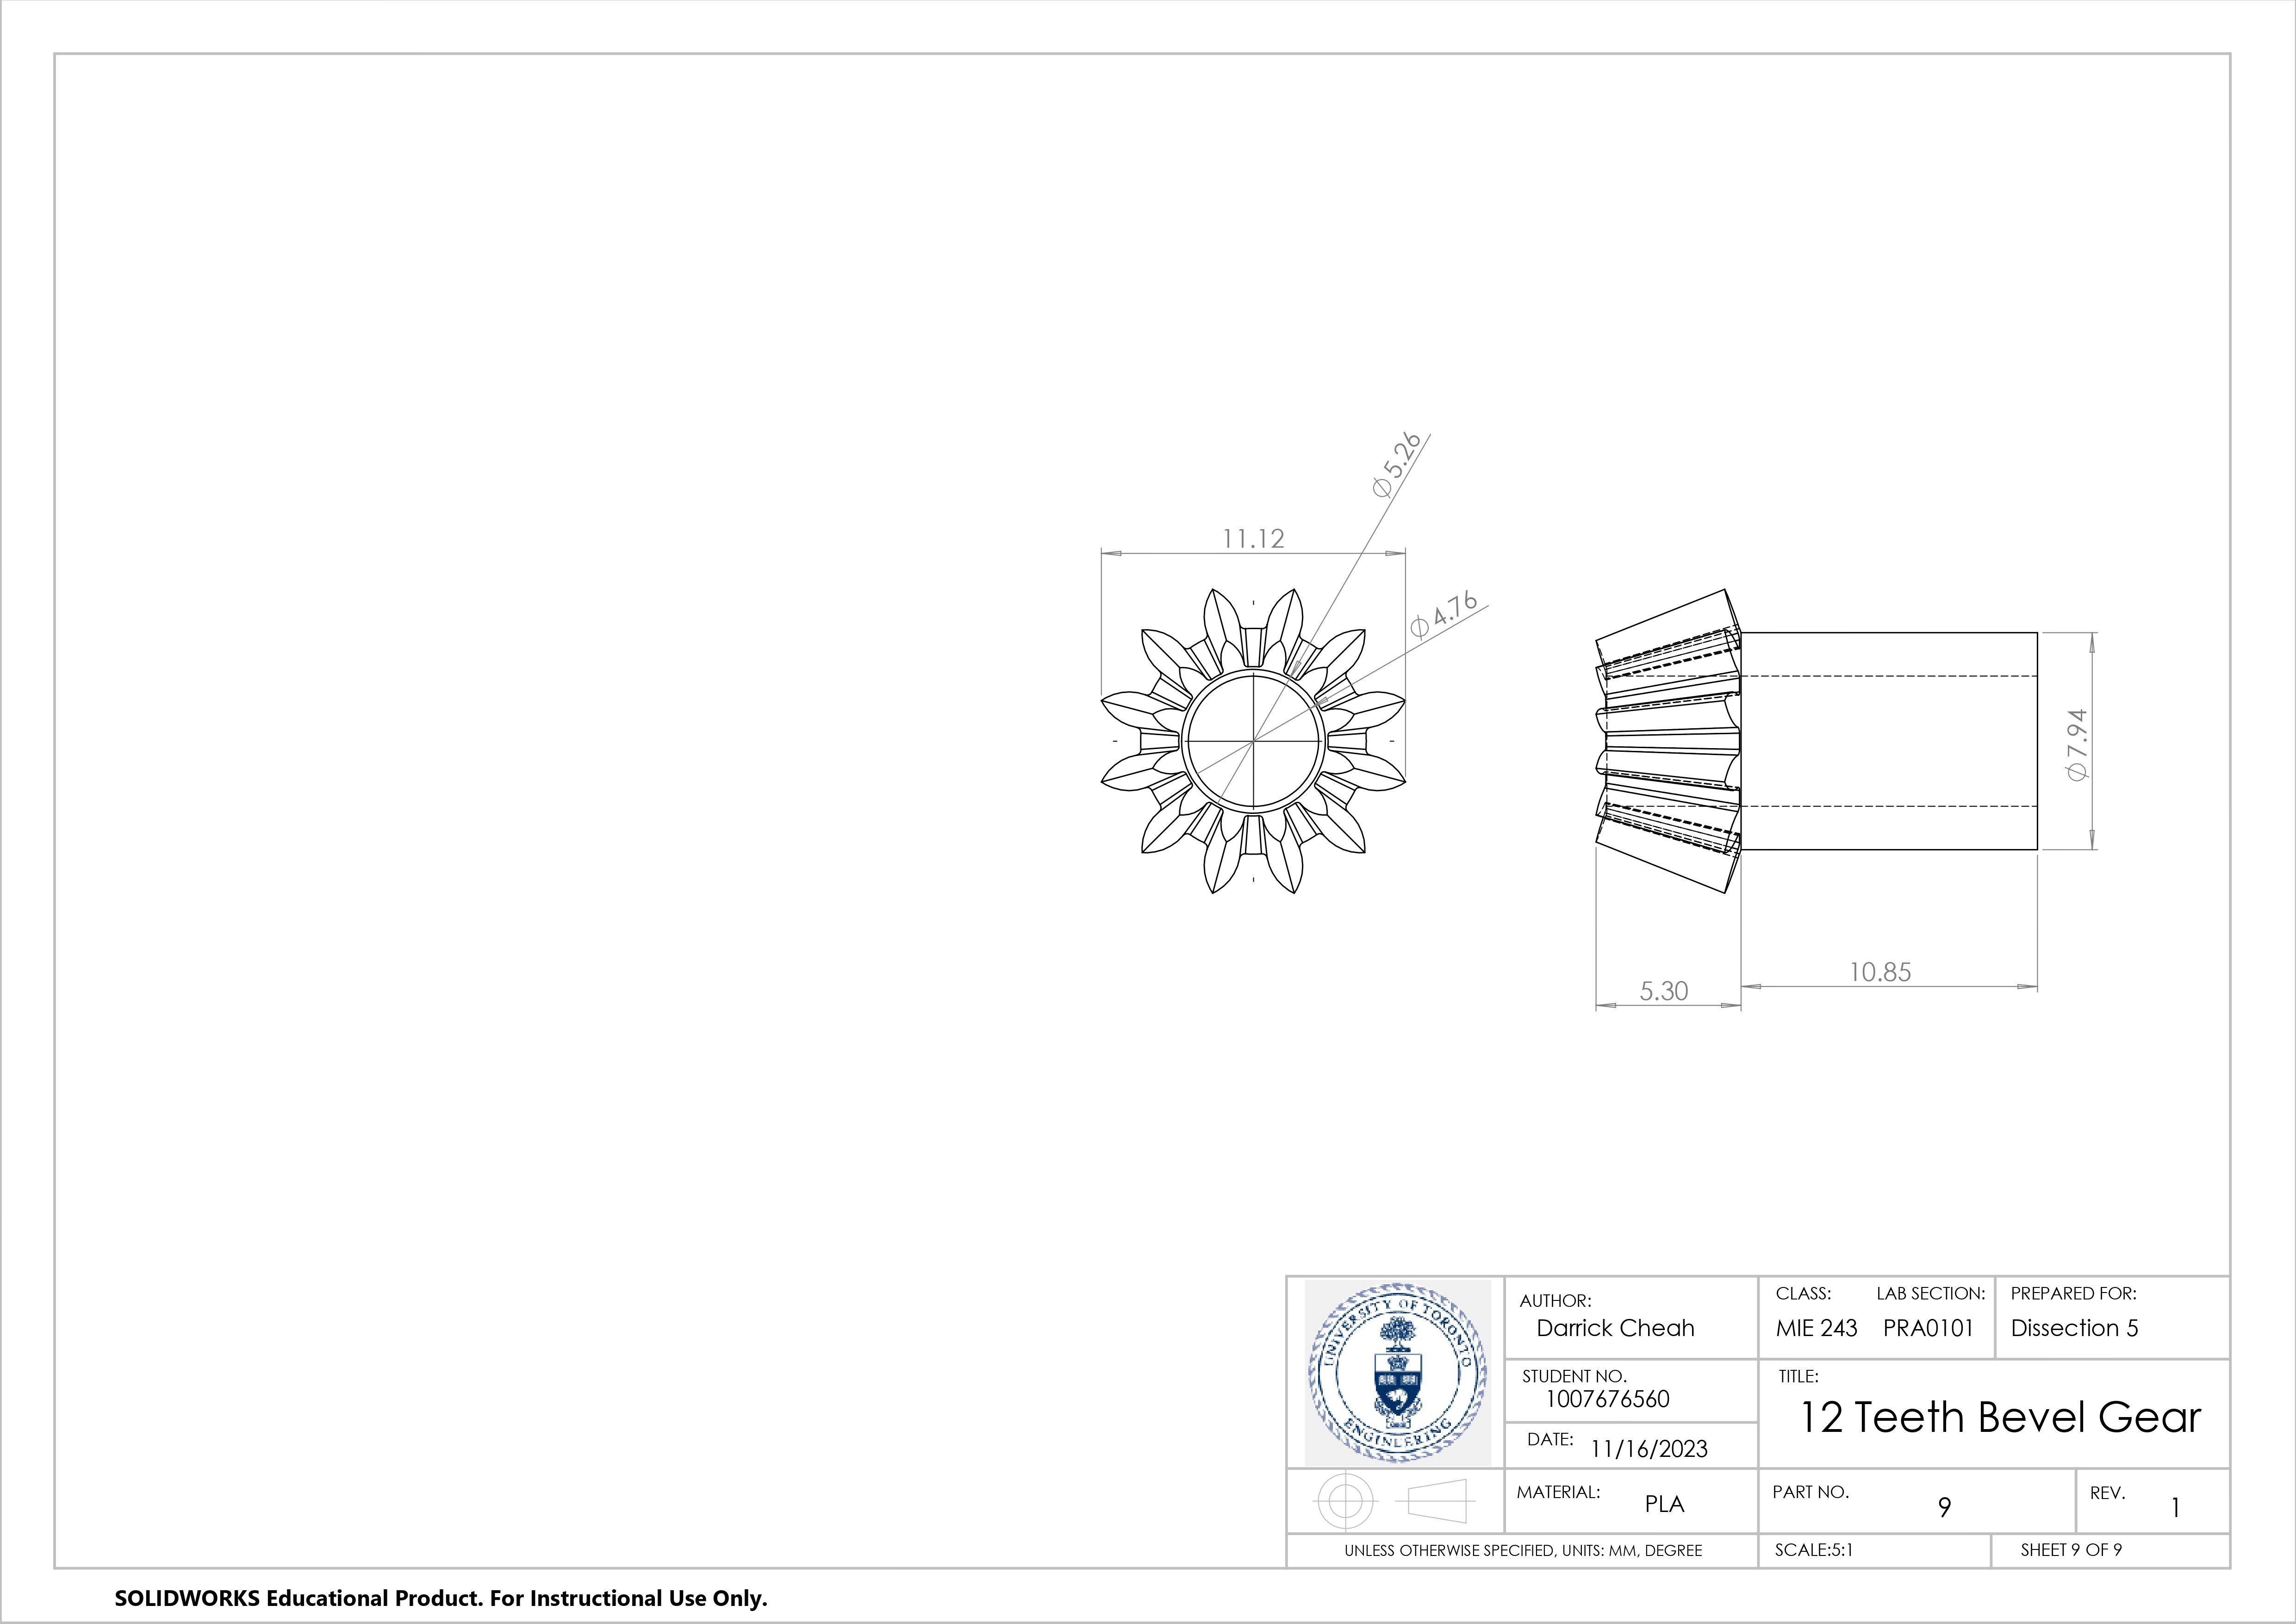 ⌀5.26
11.12
⌀4.76
⌀7.94
10.85
5.30
UNIVERSITY OF TORONTO
ENGINEERING
AUTHOR:
Darrick Cheah
CLASS:
LAB SECTION:
MIE 243
PRA0101
PREPARED FOR:
Dissection 5
STUDENT NO.
1007676560
DATE: 11/16/2023
TITLE:
12 Teeth Bevel Gear
MATERIAL: PLA
PART NO. 9
REV. 1
UNLESS OTHERWISE SPECIFIED, UNITS: MM, DEGREE
SCALE:5:1
SHEET 9 OF 9
SOLIDWORKS Educational Product. For Instructional Use Only.